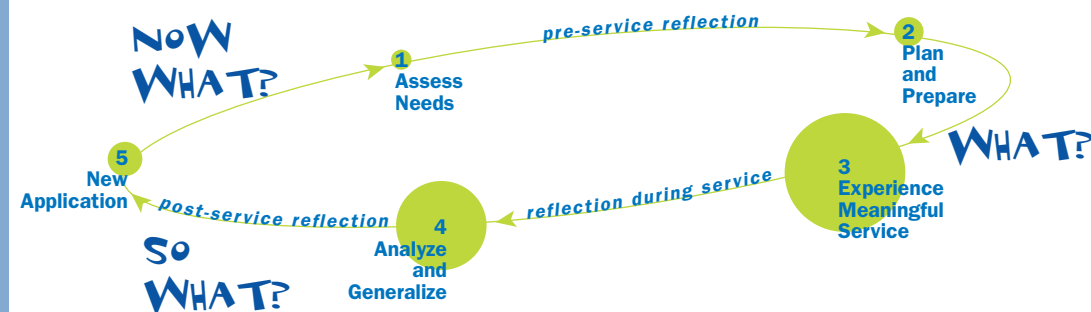 NOW
WHAT?
1
Assess
Needs
pre-service reflection
2
Plan
and
Prepare
WHAT?
3
Experience
Meaningful
Service
reflection during service
4
Analyze
and
Generalize
post-service reflection
5
New
Application
SO
WHAT?